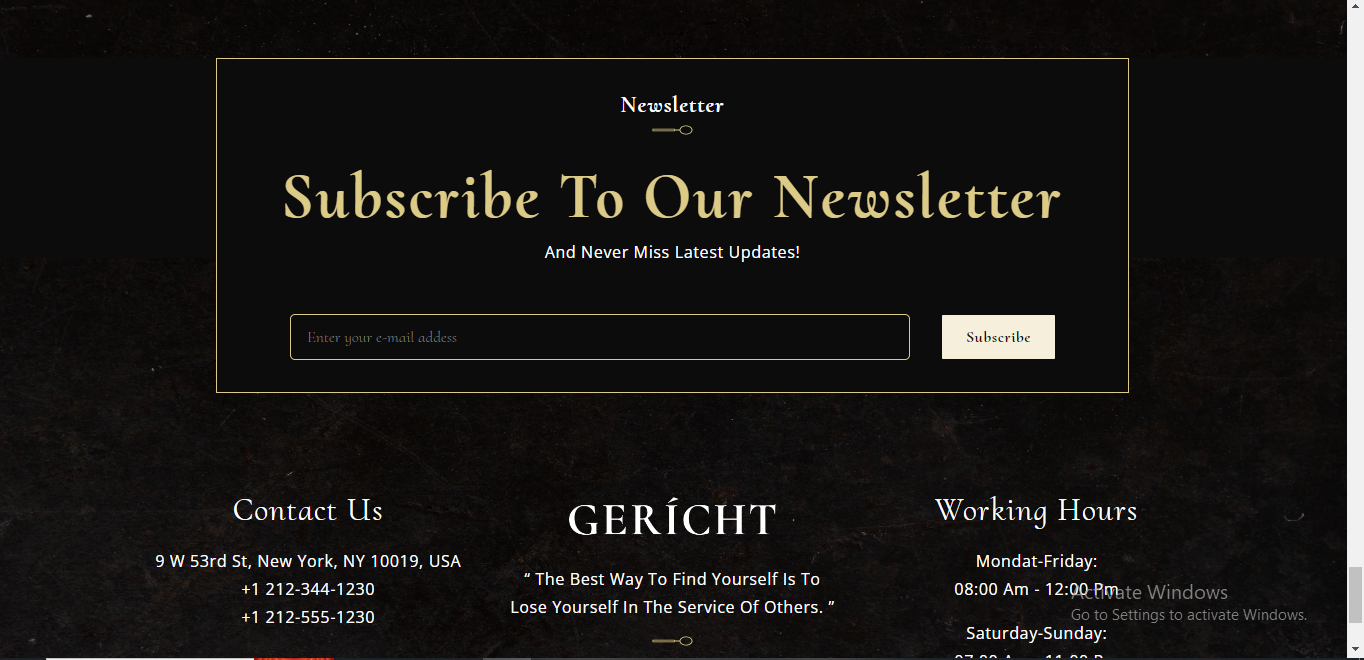 Newsletter
Subscribe To Our Newsletter
And Never Miss Latest Updates!
Enter your e-mail addess
Subscribe
Contact Us
9 W 53rd St, New York, NY 10019, USA
+1 212-344-1230
+1 212-555-1230
GERÍCHT
“ The Best Way To Find Yourself Is To
Lose Yourself In The Service Of Others. ”
Working Hours
Mondat-Friday:
08:00 Am - 12:00 Pm
Saturday-Sunday:
Activate Windows
Go to Settings to activate Windows.